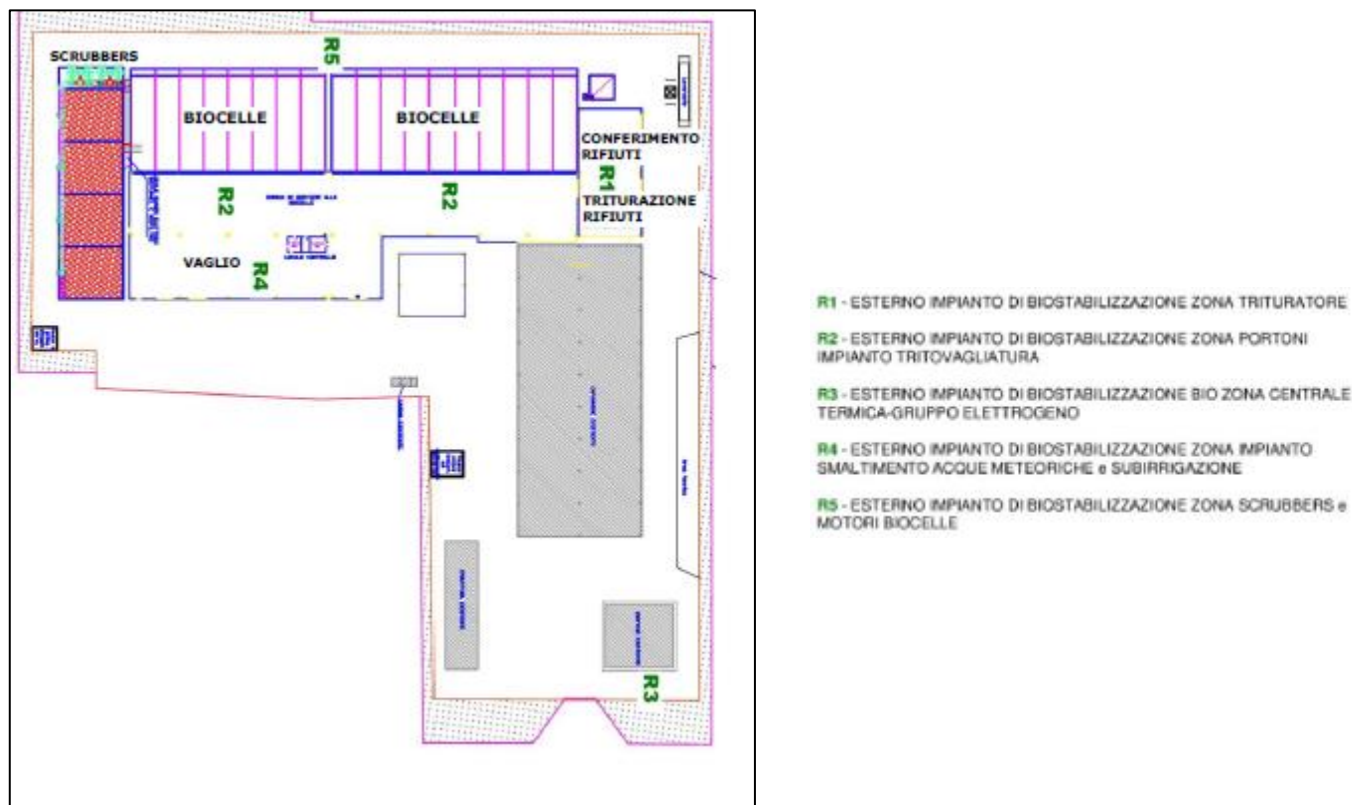 SCRUBBERS
R5
BIOCELLE
BIOCELLE
CONFERIMENTO
RIFIUTI
R1
TRITURAZIONE
RIFIUTI
R2
R2
VAGLIO
R4
R3
R1 - ESTERNO IMPIANTO DI BIOSTABILIZZAZIONE ZONA TRITURATORE
R2 - ESTERNO IMPIANTO DI BIOSTABILIZZAZIONE ZONA PORTONI
IMPIANTO TRITOVAGLIATURA
R3 - ESTERNO IMPIANTO DI BIOSTABILIZZAZIONE BIO ZONA CENTRALE
TERMICA-GRUPPO ELETTROGENO
R4 - ESTERNO IMPIANTO DI BIOSTABILIZZAZIONE ZONA IMPIANTO
SMALTIMENTO ACQUE METEORICHE e SUBIRRIGAZIONE
R5 - ESTERNO IMPIANTO DI BIOSTABILIZZAZIONE ZONA SCRUBBERS e
MOTORI BIOCELLE